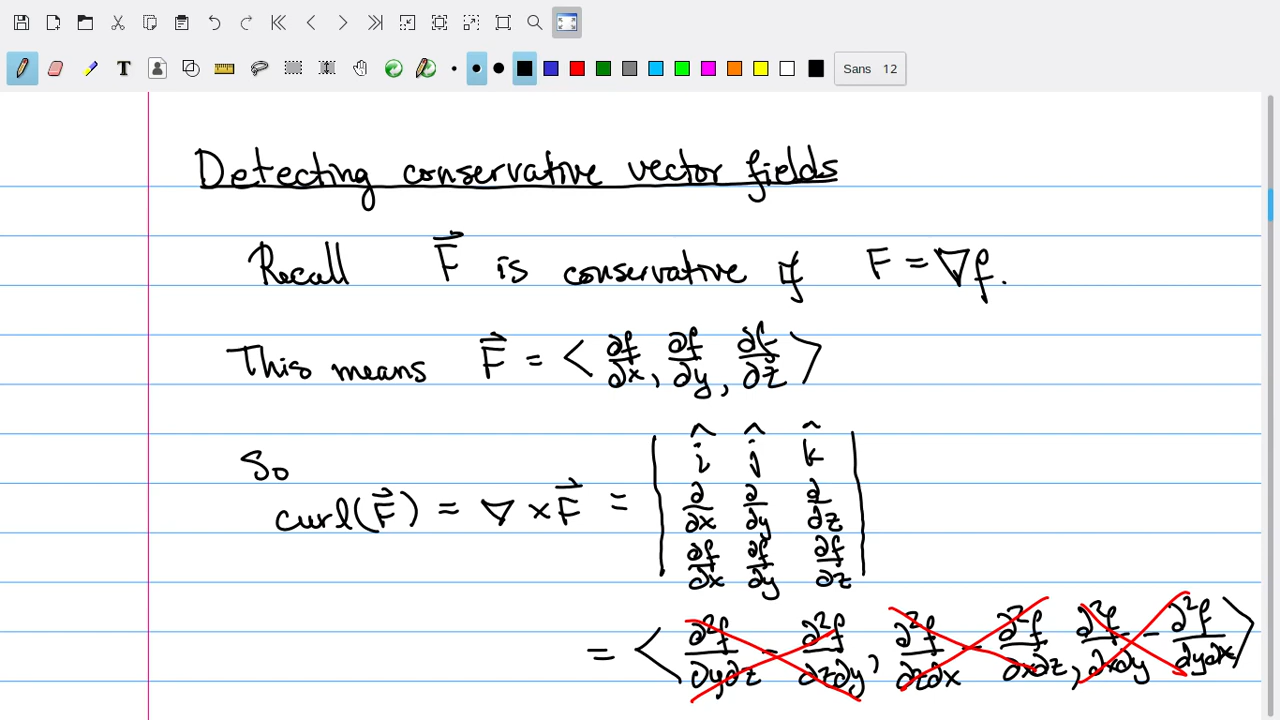 Sans 12
Detecting conservative vector fields
Recall F⃗ is conservative if F = ∇f.
This means F⃗ = ⟨ ∂f/∂x, ∂f/∂y, ∂f/∂z ⟩
So
curl(F⃗) = ∇ × F⃗ = | î ĵ k̂ |
| ∂/∂x ∂/∂y ∂/∂z |
| ∂f/∂x ∂f/∂y ∂f/∂z |
= ⟨ ∂²f/∂y∂z - ∂²f/∂z∂y, ∂²f/∂z∂x - ∂²f/∂x∂z, ∂²f/∂x∂y - ∂²f/∂y∂x ⟩